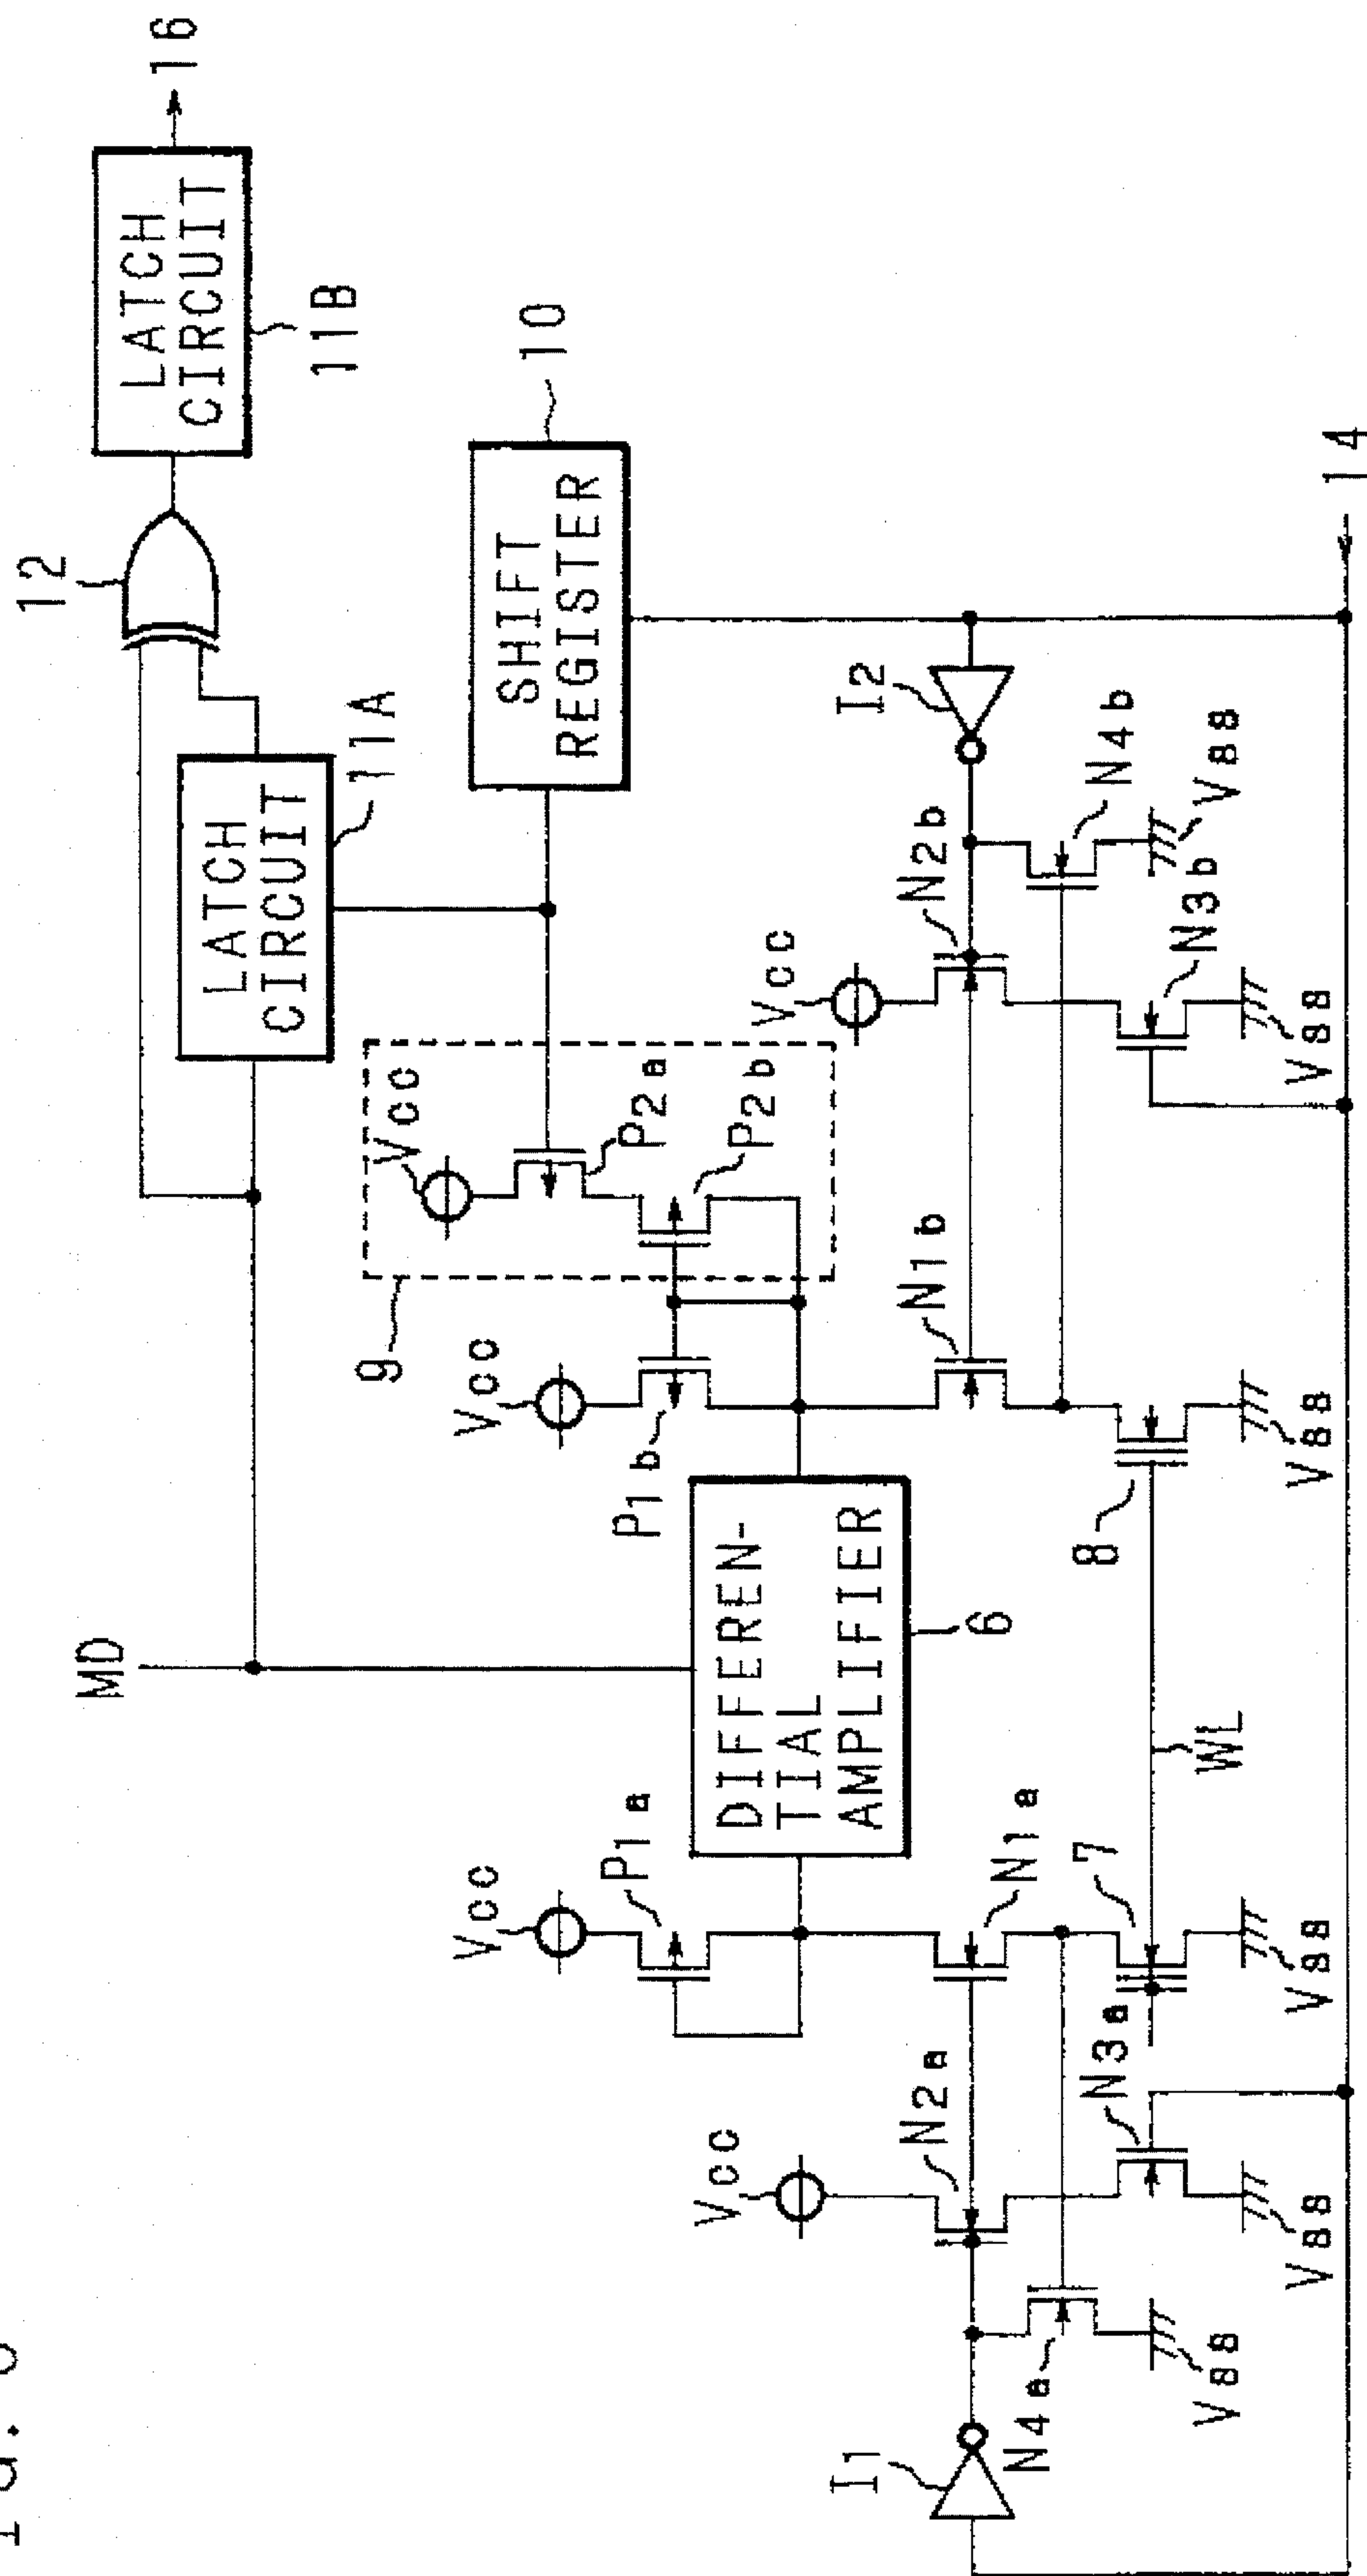 16
LATCH
CIRCUIT
11B
12
LATCH
CIRCUIT
11A
SHIFT
REGISTER
10
MD
Vcc
P2a
P2b
9
Vcc
P1b
Vcc
P1a
DIFFEREN-
TIAL
AMPLIFIER
6
Vcc
N2a
N1a
N1b
Vcc
N2b
I2
I1
N4a
N3a
7
WL
8
N3b
N4b
VSS
VSS
VSS
VSS
VSS
VSS
14